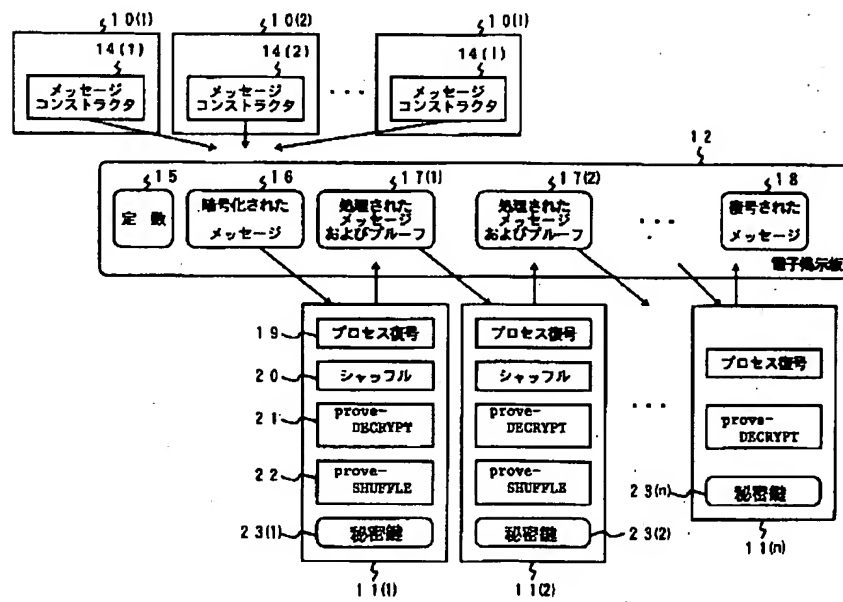 10(1)
10(2)
10(l)
14(1)
14(2)
14(l)
メッセージ
コンストラクタ
メッセージ
コンストラクタ
・・・
メッセージ
コンストラクタ
12
15
16
17(1)
17(2)
18
定数
暗号化された
メッセージ
処理された
メッセージ
およびプルーフ
処理された
メッセージ
およびプルーフ
・・・
復号された
メッセージ
電子掲示板
19
プロセス復号
プロセス復号
プロセス復号
20
シャッフル
シャッフル
・・・
21
prove-
DECRYPT
prove-
DECRYPT
prove-
DECRYPT
22
prove-
SHUFFLE
prove-
SHUFFLE
23(n)
秘密鍵
23(1)
秘密鍵
秘密鍵
23(2)
11(1)
11(2)
11(n)